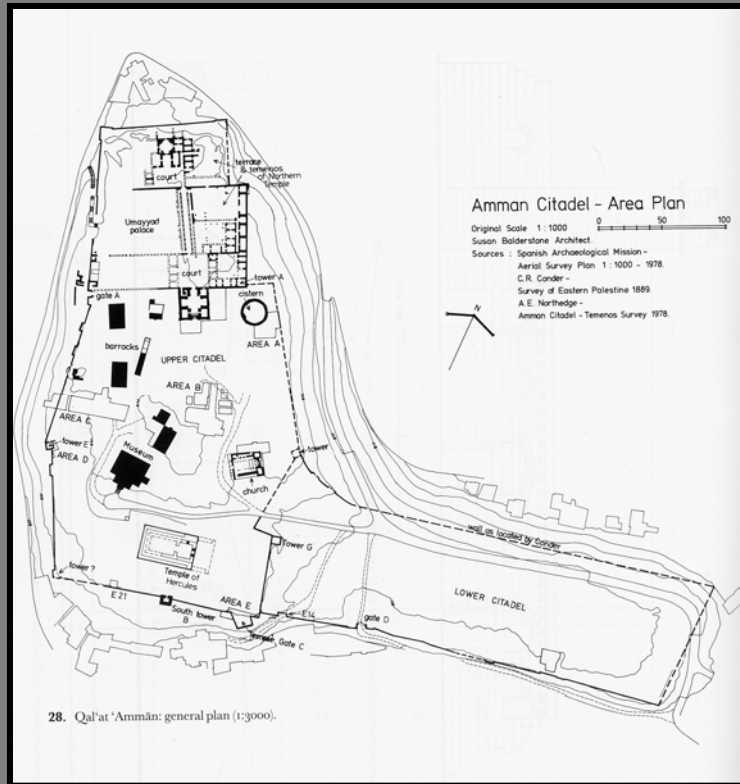 terrace
& temenos
of Northern
Temple
court
Umayyad
palace
court
tower A
gate A
cistern
barracks
AREA A
UPPER CITADEL
AREA B
AREA C
tower E
AREA D
Museum
tower
church
Tower G
wall as located by Conder
tower ?
Temple of
Hercules
E 21
South tower
B
AREA E
E14
gate D
LOWER CITADEL
Gate C
Amman Citadel - Area Plan
Original Scale 1:1000
0 50 100
Susan Balderstone Architect.
Sources : Spanish Archaeological Mission -
Aerial Survey Plan 1:1000 - 1978.
C.R. Conder -
Survey of Eastern Palestine 1889.
A.E. Northedge -
Amman Citadel - Temenos Survey 1978.
N
28. Qal'at 'Ammān: general plan (1:3000).